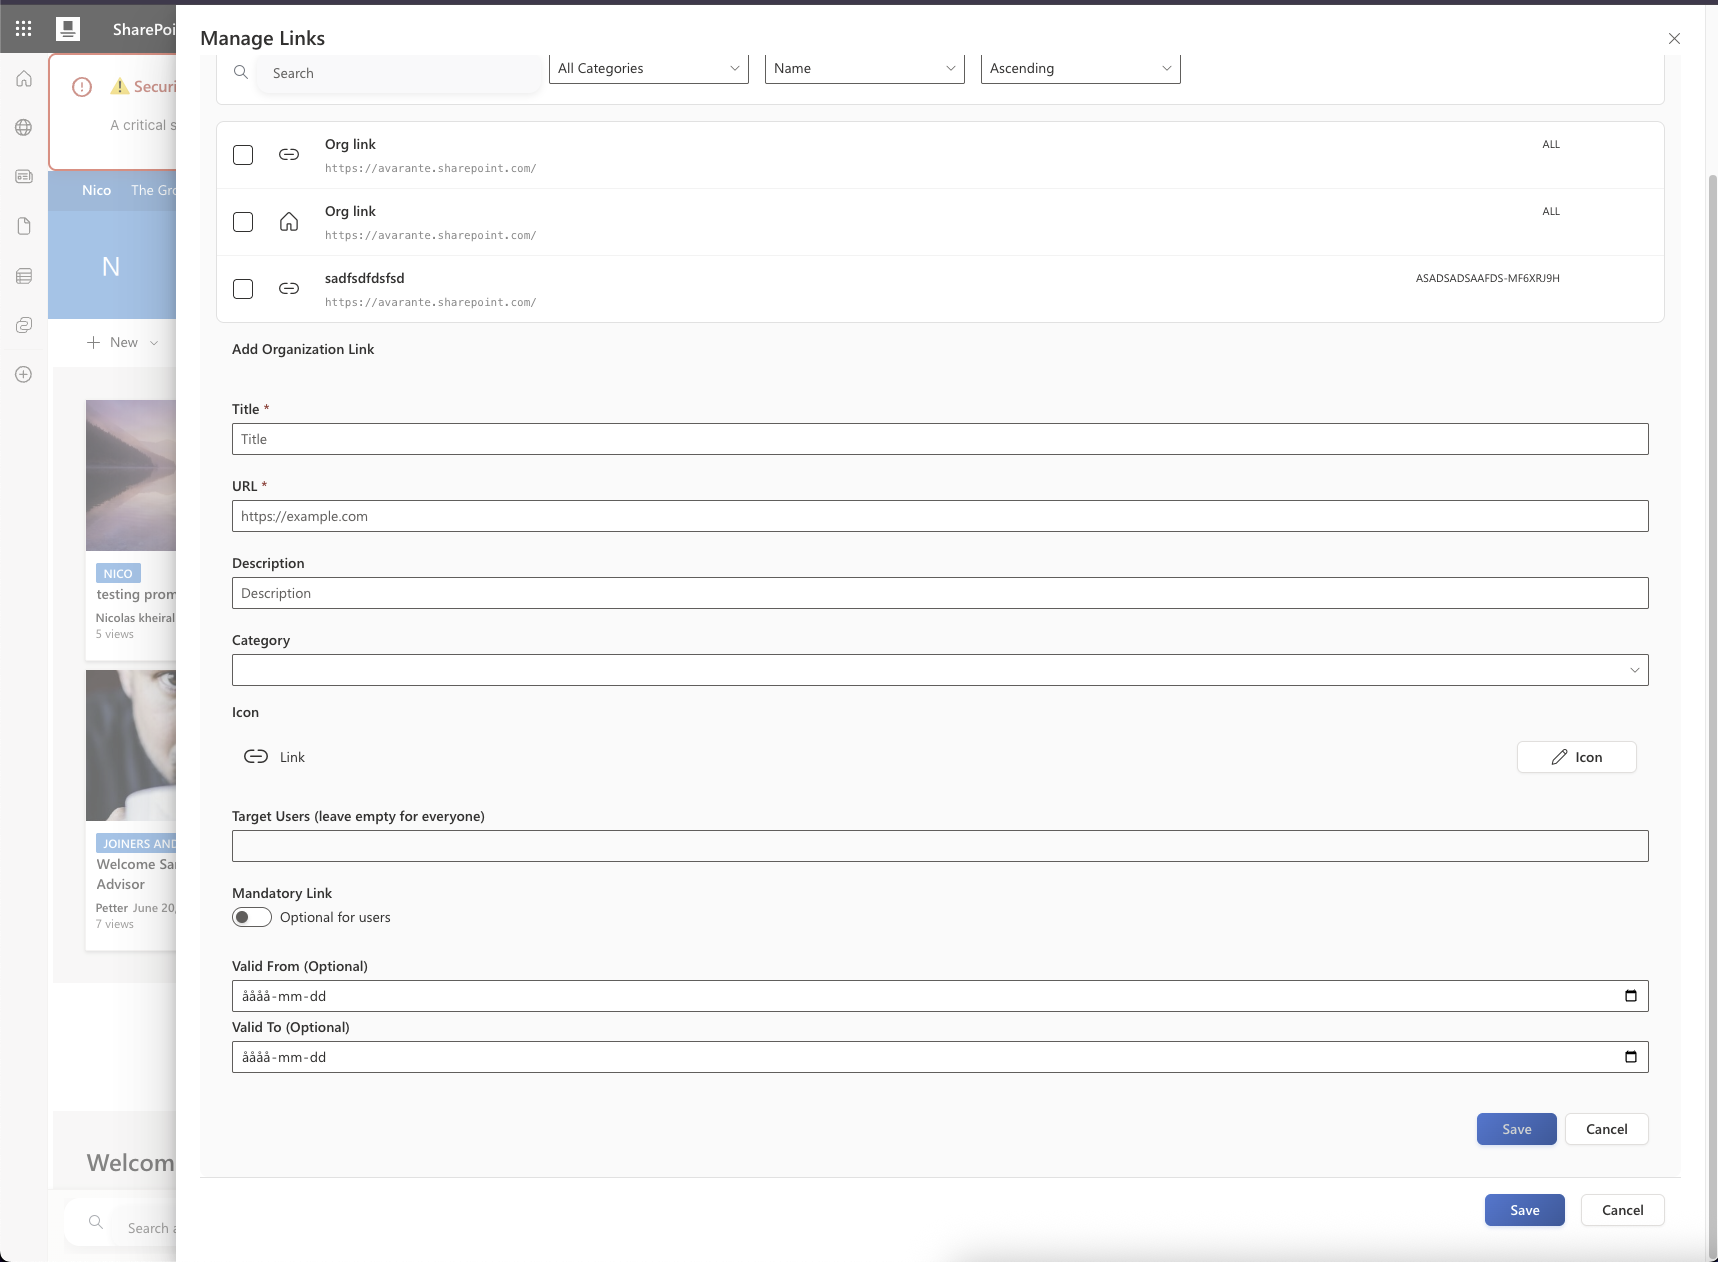 SharePoi
Manage Links
Search
All Categories
Name
Ascending
Securi
A critical s
Nico
The Gro
N
New
NICO
testing prom
Nicolas kheiral
5 views
JOINERS AND
Welcome Sa
Advisor
Petter June 20,
7 views
Welcom
Search a
Org link
https://avarante.sharepoint.com/
ALL
Org link
https://avarante.sharepoint.com/
ALL
sadfsdfdsfsd
https://avarante.sharepoint.com/
ASADSADSAAFDS-MF6XRJ9H
Add Organization Link
Title *
Title
URL *
https://example.com
Description
Description
Category
Icon
Link
Icon
Target Users (leave empty for everyone)
Mandatory Link
Optional for users
Valid From (Optional)
åååå-mm-dd
Valid To (Optional)
åååå-mm-dd
Save
Cancel
Save
Cancel